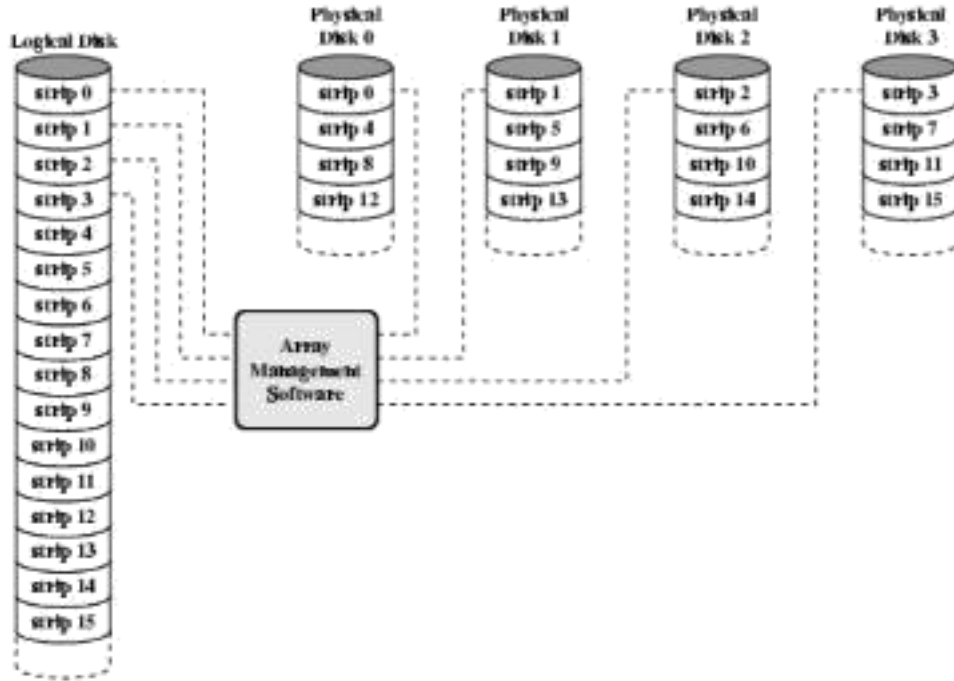 Logical Disk
strip 0
strip 1
strip 2
strip 3
strip 4
strip 5
strip 6
strip 7
strip 8
strip 9
strip 10
strip 11
strip 12
strip 13
strip 14
strip 15
Physical
Disk 0
strip 0
strip 4
strip 8
strip 12
Physical
Disk 1
strip 1
strip 5
strip 9
strip 13
Physical
Disk 2
strip 2
strip 6
strip 10
strip 14
Physical
Disk 3
strip 3
strip 7
strip 11
strip 15
Array
Management
Software